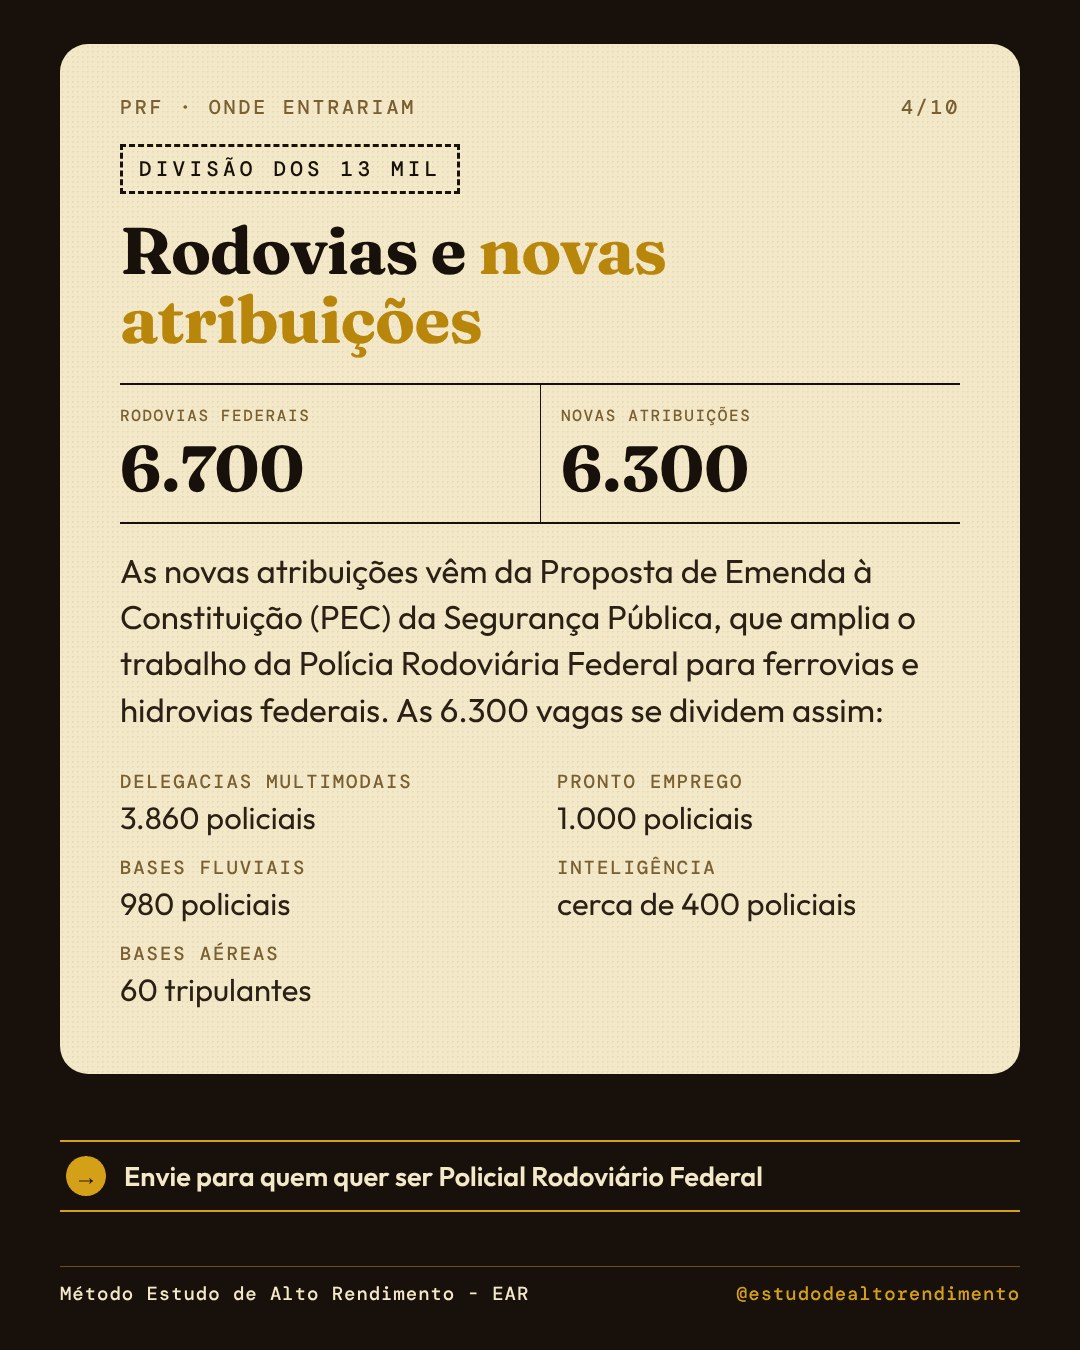 PRF · ONDE ENTRARIAM
4/10
DIVISÃO DOS 13 MIL
Rodovias e novas
atribuições
RODOVIAS FEDERAIS
6.700
NOVAS ATRIBUIÇÕES
6.300
As novas atribuições vêm da Proposta de Emenda à
Constituição (PEC) da Segurança Pública, que amplia o
trabalho da Polícia Rodoviária Federal para ferrovias e
hidrovias federais. As 6.300 vagas se dividem assim:
DELEGACIAS MULTIMODAIS
3.860 policiais
PRONTO EMPREGO
1.000 policiais
BASES FLUVIAIS
980 policiais
INTELIGÊNCIA
cerca de 400 policiais
BASES AÉREAS
60 tripulantes
→ Envie para quem quer ser Policial Rodoviário Federal
Método Estudo de Alto Rendimento - EAR
@estudodealtorendimento